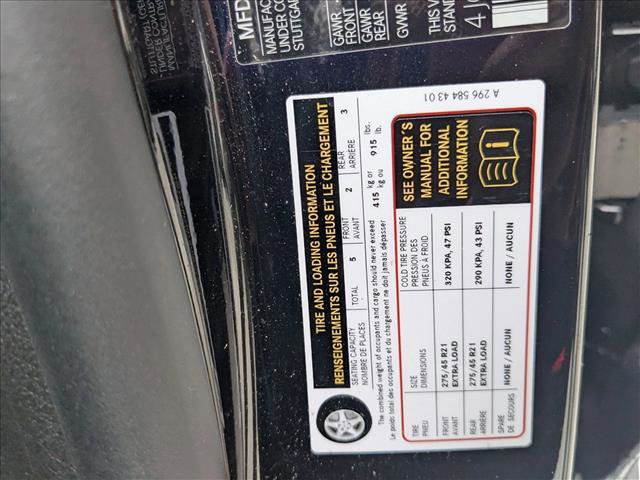 MFD
MANUFAC
UNDER CO
STUTTGAR
GAWR
FRONT
GAWR
REAR
GVWR
THIS V
STAND
4J
TIRE AND LOADING INFORMATION
RENSEIGNEMENTS SUR LES PNEUS ET LE CHARGEMENT
SEATING CAPACITY TOTAL 5 FRONT 2 REAR 3
NOMBRE DE PLACES AVANT ARRIÈRE
The combined weight of occupants and cargo should never exceed 415 kg or 915 lbs.
Le poids total des occupants et du chargement ne doit jamais dépasser kg ou lb.
TIRE SIZE COLD TIRE PRESSURE
PNEU DIMENSIONS PRESSION DES
PNEUS À FROID
FRONT 275/45 R21 320 KPA, 47 PSI
AVANT EXTRA LOAD
REAR 275/45 R21 290 KPA, 43 PSI
ARRIÈRE EXTRA LOAD
SPARE NONE / AUCUN NONE / AUCUN
DE SECOURS
SEE OWNER'S
MANUAL FOR
ADDITIONAL
INFORMATION
A 296 584 43 01